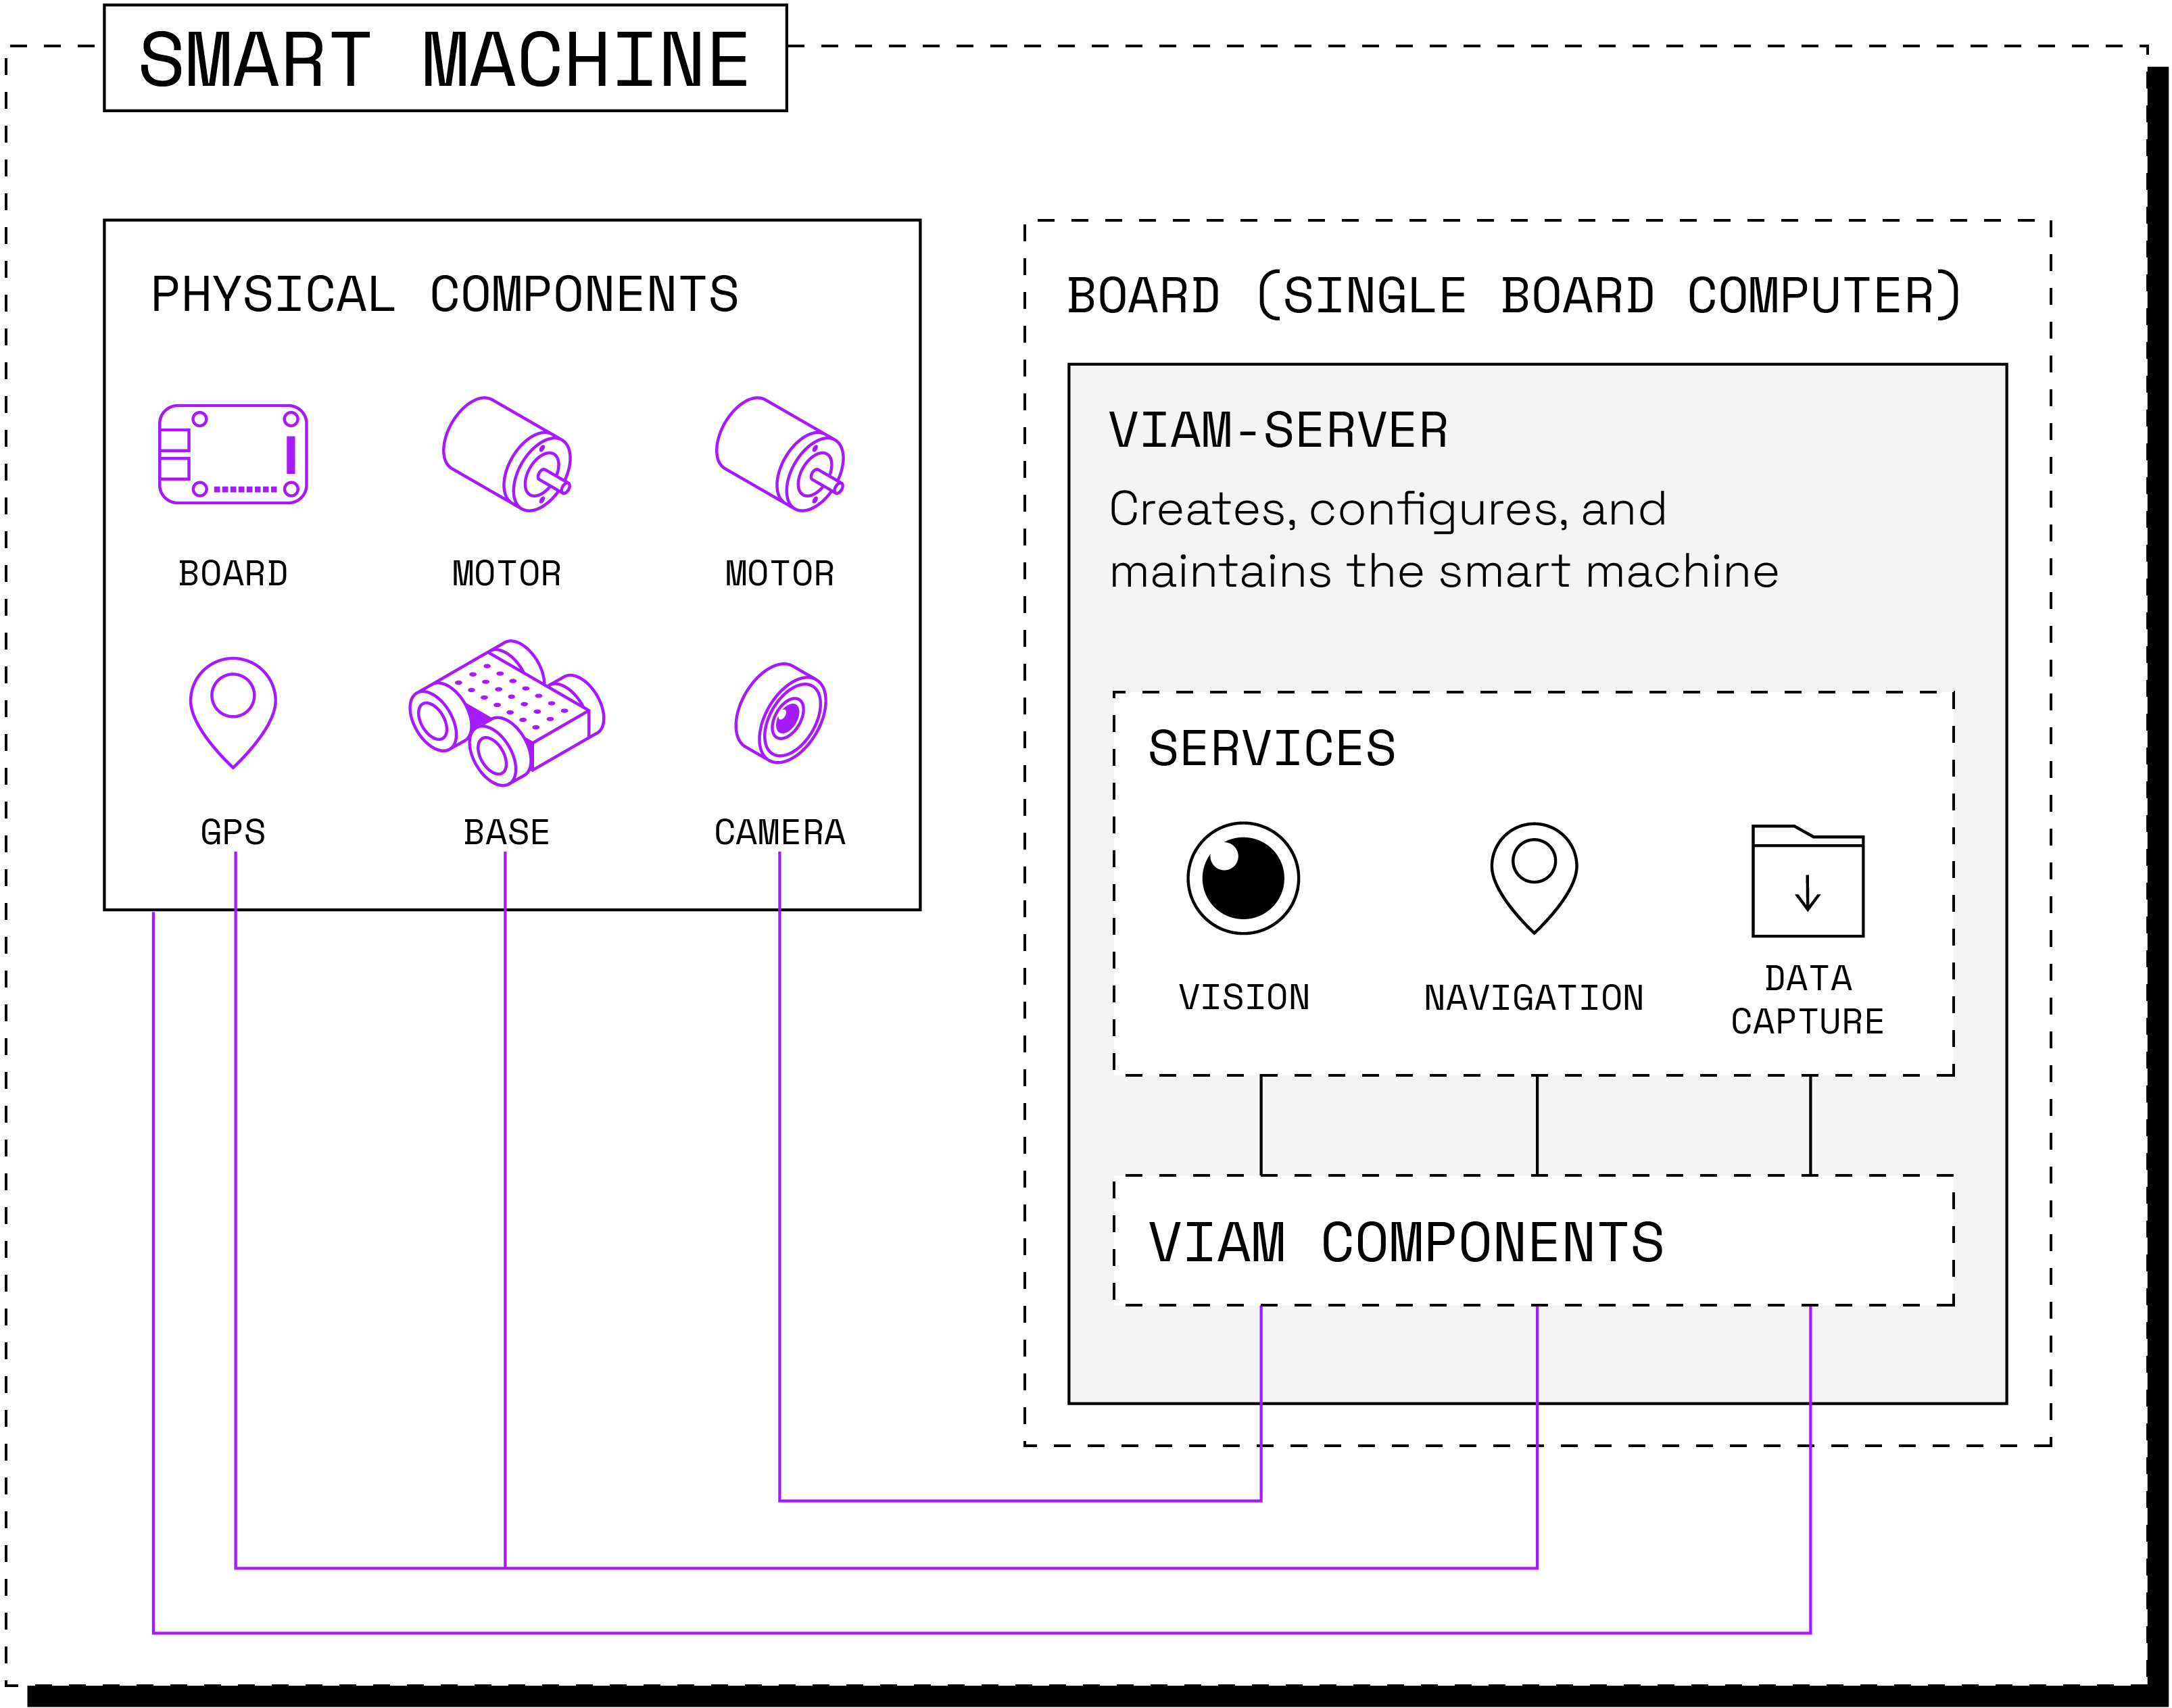 SMART MACHINE
PHYSICAL COMPONENTS
BOARD
MOTOR
MOTOR
GPS
BASE
CAMERA
BOARD (SINGLE BOARD COMPUTER)
VIAM-SERVER
Creates, configures, and
maintains the smart machine
SERVICES
VISION
NAVIGATION
DATA
CAPTURE
VIAM COMPONENTS